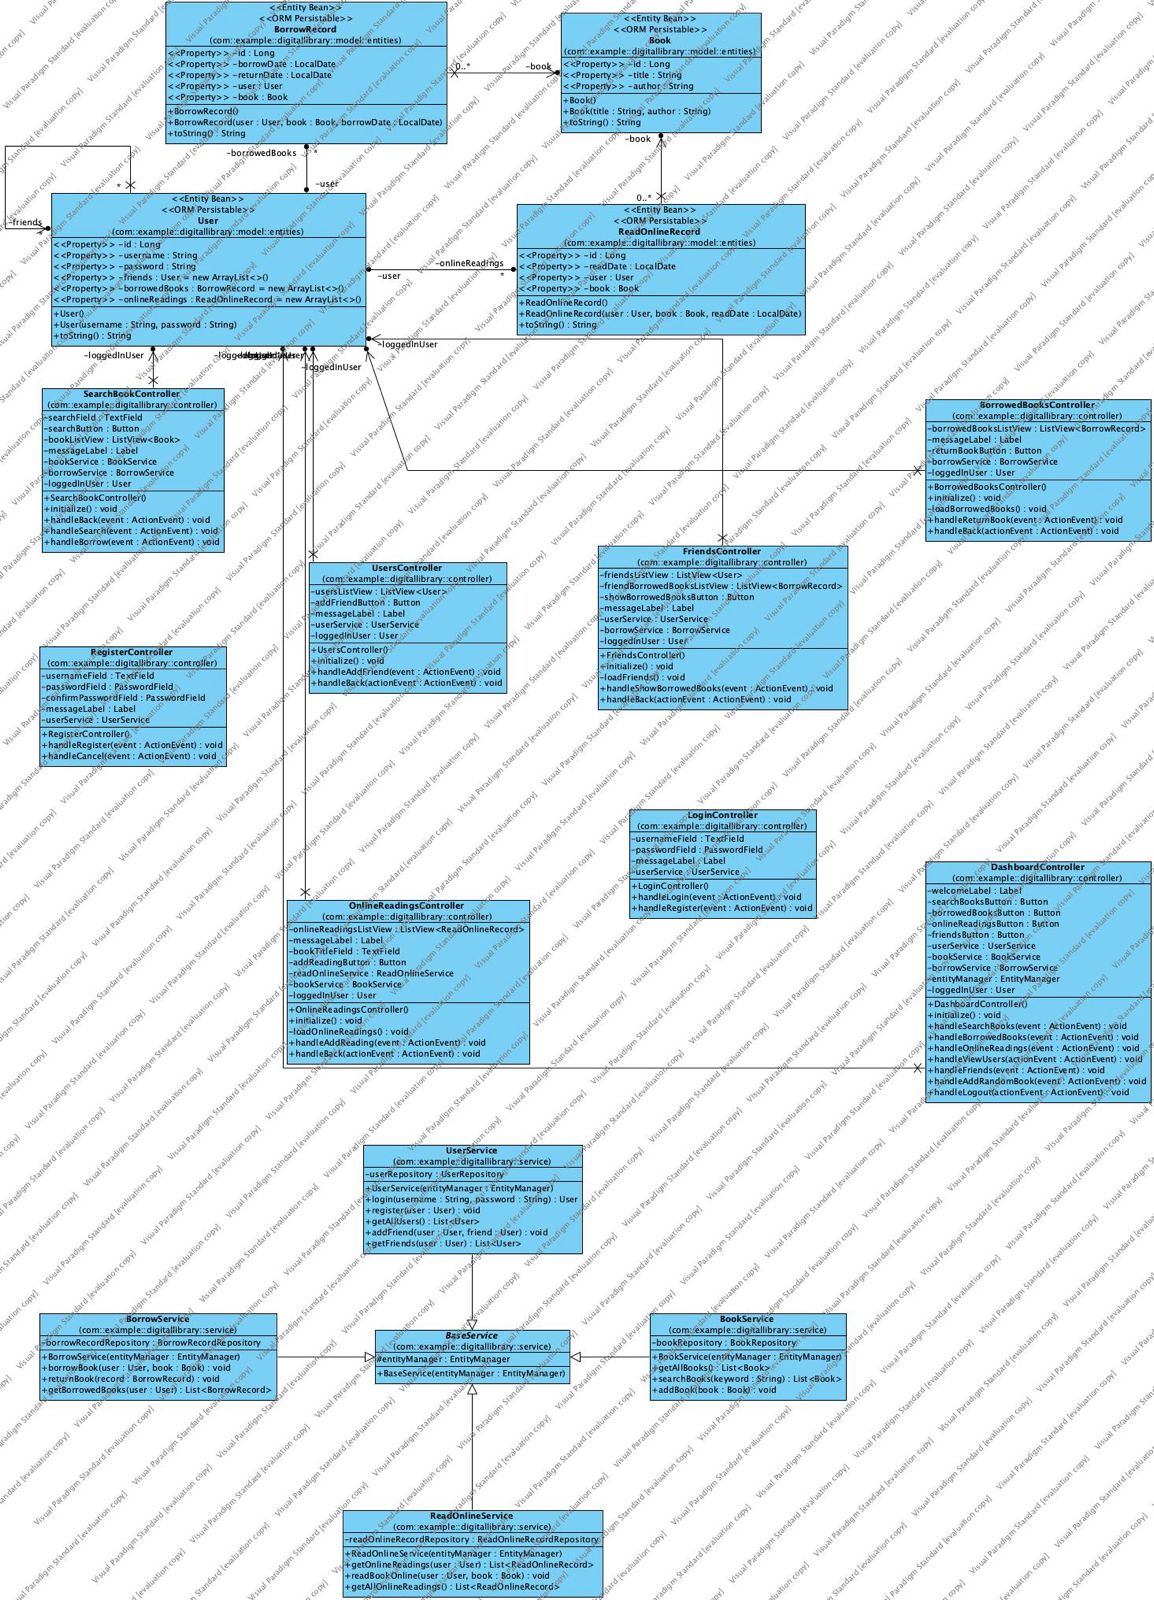 <<Entity Bean>>
<<ORM Persistable>>
BorrowRecord
(com::example::digitallibrary::model::entities)
<<Property>> -id : Long
<<Property>> -borrowDate : LocalDate
<<Property>> -returnDate : LocalDate
<<Property>> -user : User
<<Property>> -book : Book
+BorrowRecord()
+BorrowRecord(user : User, book : Book, borrowDate : LocalDate)
+toString() : String
0..*
-book
<<Entity Bean>>
<<ORM Persistable>>
Book
(com::example::digitallibrary::model::entities)
<<Property>> -id : Long
<<Property>> -title : String
<<Property>> -author : String
+Book()
+Book(title : String, author : String)
+toString() : String
-borrowedBooks
*
-user
-book
0..*
*
-friends
*
<<Entity Bean>>
<<ORM Persistable>>
User
(com::example::digitallibrary::model::entities)
<<Property>> -id : Long
<<Property>> -username : String
<<Property>> -password : String
<<Property>> -friends : User = new ArrayList<>()
<<Property>> -borrowedBooks : BorrowRecord = new ArrayList<>()
<<Property>> -onlineReadings : ReadOnlineRecord = new ArrayList<>()
+User()
+User(username : String, password : String)
+toString() : String
-onlineReadings
-user
*
<<Entity Bean>>
<<ORM Persistable>>
ReadOnlineRecord
(com::example::digitallibrary::model::entities)
<<Property>> -id : Long
<<Property>> -readDate : LocalDate
<<Property>> -user : User
<<Property>> -book : Book
+ReadOnlineRecord()
+ReadOnlineRecord(user : User, book : Book, readDate : LocalDate)
+toString() : String
-loggedInUser
-loggedInUser
-loggedInUser
SearchBookController
(com::example::digitallibrary::controller)
-searchField : TextField
-searchButton : Button
-bookListView : ListView<Book>
-messageLabel : Label
-bookService : BookService
-borrowService : BorrowService
-loggedInUser : User
+SearchBookController()
+initialize() : void
+handleBack(event : ActionEvent) : void
+handleSearch(event : ActionEvent) : void
+handleBorrow(event : ActionEvent) : void
BorrowedBooksController
(com::example::digitallibrary::controller)
-borrowedBooksListView : ListView<BorrowRecord>
-messageLabel : Label
-returnBookButton : Button
-borrowService : BorrowService
-loggedInUser : User
+BorrowedBooksController()
+initialize() : void
-loadBorrowedBooks() : void
+handleReturnBook(event : ActionEvent) : void
+handleBack(actionEvent : ActionEvent) : void
UsersController
(com::example::digitallibrary::controller)
-usersListView : ListView<User>
-addFriendButton : Button
-messageLabel : Label
-userService : UserService
-loggedInUser : User
+UsersController()
+initialize() : void
+handleAddFriend(event : ActionEvent) : void
+handleBack(actionEvent : ActionEvent) : void
FriendsController
(com::example::digitallibrary::controller)
-friendsListView : ListView<User>
-friendBorrowedBooksListView : ListView<BorrowRecord>
-showBorrowedBooksButton : Button
-messageLabel : Label
-userService : UserService
-borrowService : BorrowService
-loggedInUser : User
+FriendsController()
+initialize() : void
-loadFriends() : void
+handleShowBorrowedBooks(event : ActionEvent) : void
+handleBack(actionEvent : ActionEvent) : void
RegisterController
(com::example::digitallibrary::controller)
-usernameField : TextField
-passwordField : PasswordField
-confirmPasswordField : PasswordField
-messageLabel : Label
-userService : UserService
+RegisterController()
+handleRegister(event : ActionEvent) : void
+handleCancel(event : ActionEvent) : void
LoginController
(com::example::digitallibrary::controller)
-usernameField : TextField
-passwordField : PasswordField
-messageLabel : Label
-userService : UserService
+LoginController()
+handleLogin(event : ActionEvent) : void
+handleRegister(event : ActionEvent) : void
DashboardController
(com::example::digitallibrary::controller)
-welcomeLabel : Label
-searchBooksButton : Button
-borrowedBooksButton : Button
-onlineReadingsButton : Button
-friendsButton : Button
-userService : UserService
-bookService : BookService
-borrowService : BorrowService
-entityManager : EntityManager
-loggedInUser : User
+DashboardController()
+initialize() : void
+handleSearchBooks(event : ActionEvent) : void
+handleBorrowedBooks(event : ActionEvent) : void
+handleOnlineReadings(event : ActionEvent) : void
+handleViewUsers(actionEvent : ActionEvent) : void
+handleFriends(event : ActionEvent) : void
+handleAddRandomBook(event : ActionEvent) : void
+handleLogout(actionEvent : ActionEvent) : void
OnlineReadingsController
(com::example::digitallibrary::controller)
-onlineReadingsListView : ListView<ReadOnlineRecord>
-messageLabel : Label
-bookTitleField : TextField
-addReadingButton : Button
-readOnlineService : ReadOnlineService
-bookService : BookService
-loggedInUser : User
+OnlineReadingsController()
+initialize() : void
-loadOnlineReadings() : void
+handleAddReading(event : ActionEvent) : void
+handleBack(actionEvent : ActionEvent) : void
UserService
(com::example::digitallibrary::service)
-userRepository : UserRepository
+UserService(entityManager : EntityManager)
+login(username : String, password : String) : User
+register(user : User) : void
+getAllUsers() : List<User>
+addFriend(user : User, friend : User) : void
+getFriends(user : User) : List<User>
BorrowService
(com::example::digitallibrary::service)
-borrowRecordRepository : BorrowRecordRepository
+BorrowService(entityManager : EntityManager)
+borrowBook(user : User, book : Book) : void
+returnBook(record : BorrowRecord) : void
+getBorrowedBooks(user : User) : List<BorrowRecord>
BaseService
(com::example::digitallibrary::service)
#entityManager : EntityManager
+BaseService(entityManager : EntityManager)
BookService
(com::example::digitallibrary::service)
-bookRepository : BookRepository
+BookService(entityManager : EntityManager)
+getAllBooks() : List<Book>
+searchBooks(keyword : String) : List<Book>
+addBook(book : Book) : void
ReadOnlineService
(com::example::digitallibrary::service)
-readOnlineRecordRepository : ReadOnlineRecordRepository
+ReadOnlineService(entityManager : EntityManager)
+getOnlineReadings(user : User) : List<ReadOnlineRecord>
+readBookOnline(user : User, book : Book) : void
+getAllOnlineReadings() : List<ReadOnlineRecord>
Visual Paradigm Standard [evaluation copy]